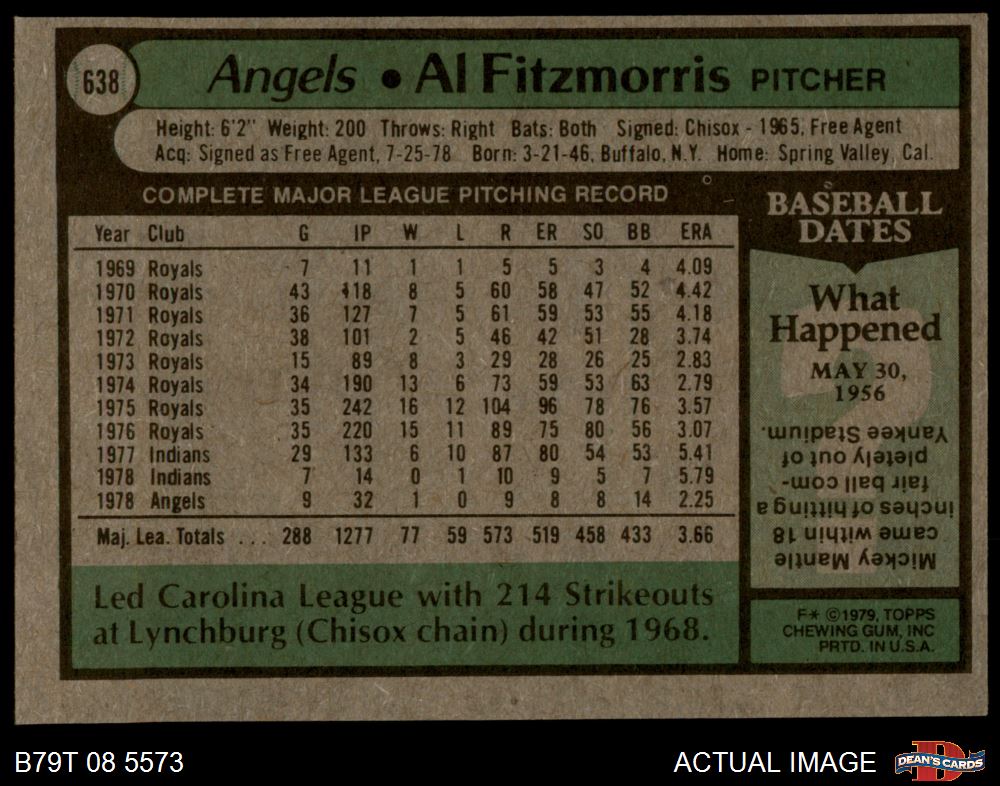 638
Angels • Al Fitzmorris PITCHER
Height: 6'2" Weight: 200 Throws: Right Bats: Both Signed: Chisox - 1965, Free Agent
Acq: Signed as Free Agent, 7-25-78 Born: 3-21-46, Buffalo, N.Y. Home: Spring Valley, Cal.
COMPLETE MAJOR LEAGUE PITCHING RECORD
Year Club G IP W L R ER SO BB ERA
1969 Royals 7 11 1 1 5 5 3 4 4.09
1970 Royals 43 118 8 5 60 58 47 52 4.42
1971 Royals 36 127 7 5 61 59 53 55 4.18
1972 Royals 38 101 2 5 46 42 51 28 3.74
1973 Royals 15 89 8 3 29 28 26 25 2.83
1974 Royals 34 190 13 6 73 59 53 63 2.79
1975 Royals 35 242 16 12 104 96 78 76 3.57
1976 Royals 35 220 15 11 89 75 80 56 3.07
1977 Indians 29 133 6 10 87 80 54 53 5.41
1978 Indians 7 14 0 1 10 9 5 7 5.79
1978 Angels 9 32 1 0 9 8 8 14 2.25
Maj. Lea. Totals ... 288 1277 77 59 573 519 458 433 3.66
Led Carolina League with 214 Strikeouts
at Lynchburg (Chisox chain) during 1968.
BASEBALL
DATES
What
Happened
MAY 30,
1956
Mickey Mantle
came within 18
inches of hitting a
fair ball com-
pletely out of
Yankee Stadium.
F* ©1979, TOPPS
CHEWING GUM, INC
PRTD. IN U.S.A.
B79T 08 5573
ACTUAL IMAGE
DEAN'S CARDS